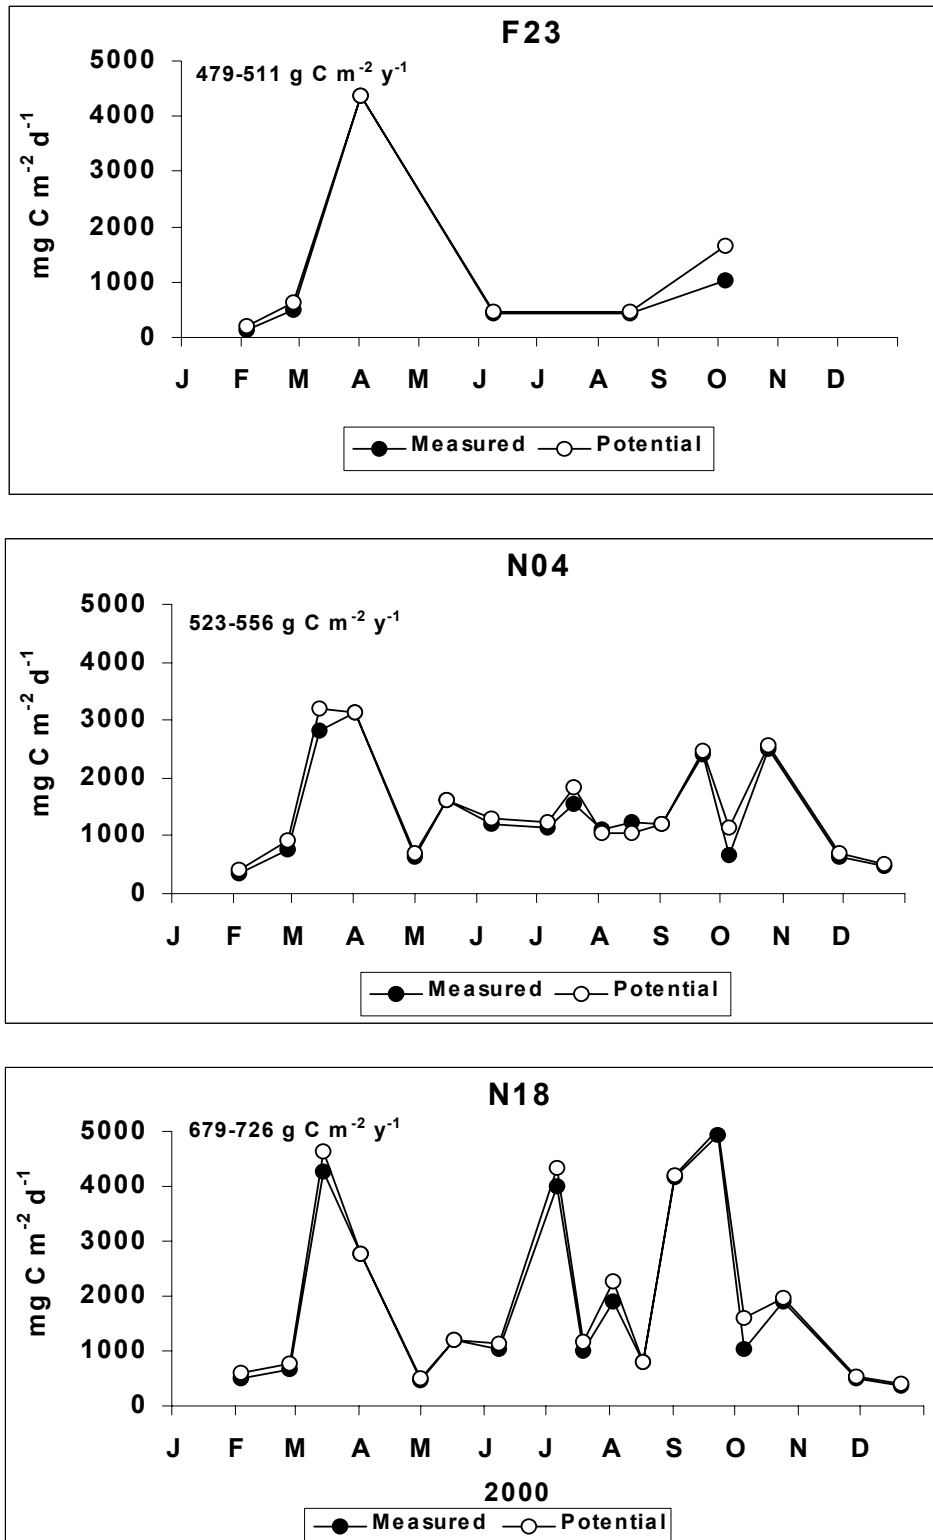 F23
479-511 g C m⁻² y⁻¹
mg C m⁻² d⁻¹
5000
4000
3000
2000
1000
0
J F M A M J J A S O N D
Measured Potential
N04
523-556 g C m⁻² y⁻¹
mg C m⁻² d⁻¹
5000
4000
3000
2000
1000
0
J F M A M J J A S O N D
Measured Potential
N18
679-726 g C m⁻² y⁻¹
mg C m⁻² d⁻¹
5000
4000
3000
2000
1000
0
J F M A M J J A S O N D
2000
Measured Potential